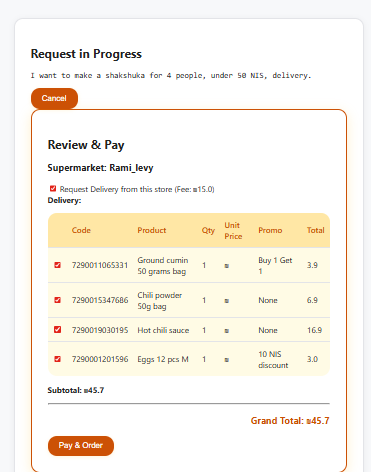 Request in Progress
I want to make a shakshuka for 4 people, under 50 NIS, delivery.
Cancel
Review & Pay
Supermarket: Rami_levy
Request Delivery from this store (Fee: ₪15.0)
Delivery:
Code Product Qty Unit Price Promo Total
7290011065331 Ground cumin 50 grams bag 1 ₪ Buy 1 Get 1 3.9
7290015347686 Chili powder 50g bag 1 ₪ None 6.9
7290019030195 Hot chili sauce 1 ₪ None 16.9
7290001201596 Eggs 12 pcs M 1 ₪ 10 NIS discount 3.0
Subtotal: ₪45.7
Grand Total: ₪45.7
Pay & Order